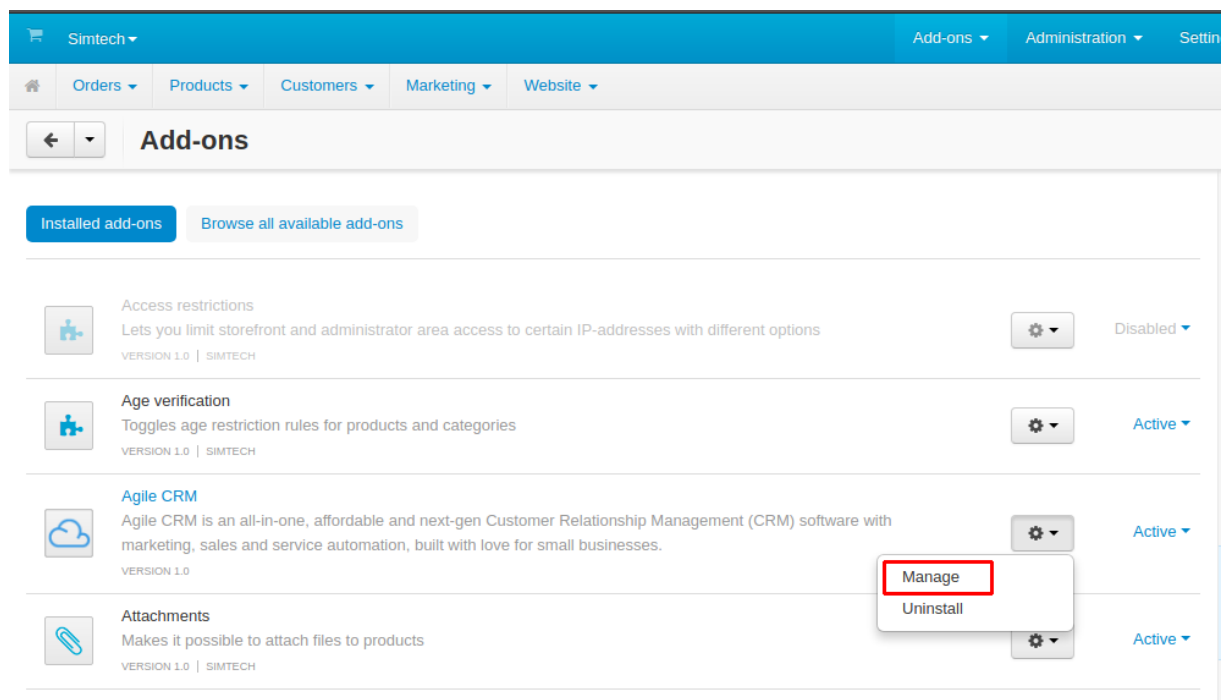 Simtech
Add-ons
Administration
Settin
Orders
Products
Customers
Marketing
Website
Add-ons
Installed add-ons
Browse all available add-ons
Access restrictions
Lets you limit storefront and administrator area access to certain IP-addresses with different options
VERSION 1.0 | SIMTECH
Disabled
Age verification
Toggles age restriction rules for products and categories
VERSION 1.0 | SIMTECH
Active
Agile CRM
Agile CRM is an all-in-one, affordable and next-gen Customer Relationship Management (CRM) software with
marketing, sales and service automation, built with love for small businesses.
VERSION 1.0
Active
Manage
Uninstall
Attachments
Makes it possible to attach files to products
VERSION 1.0 | SIMTECH
Active